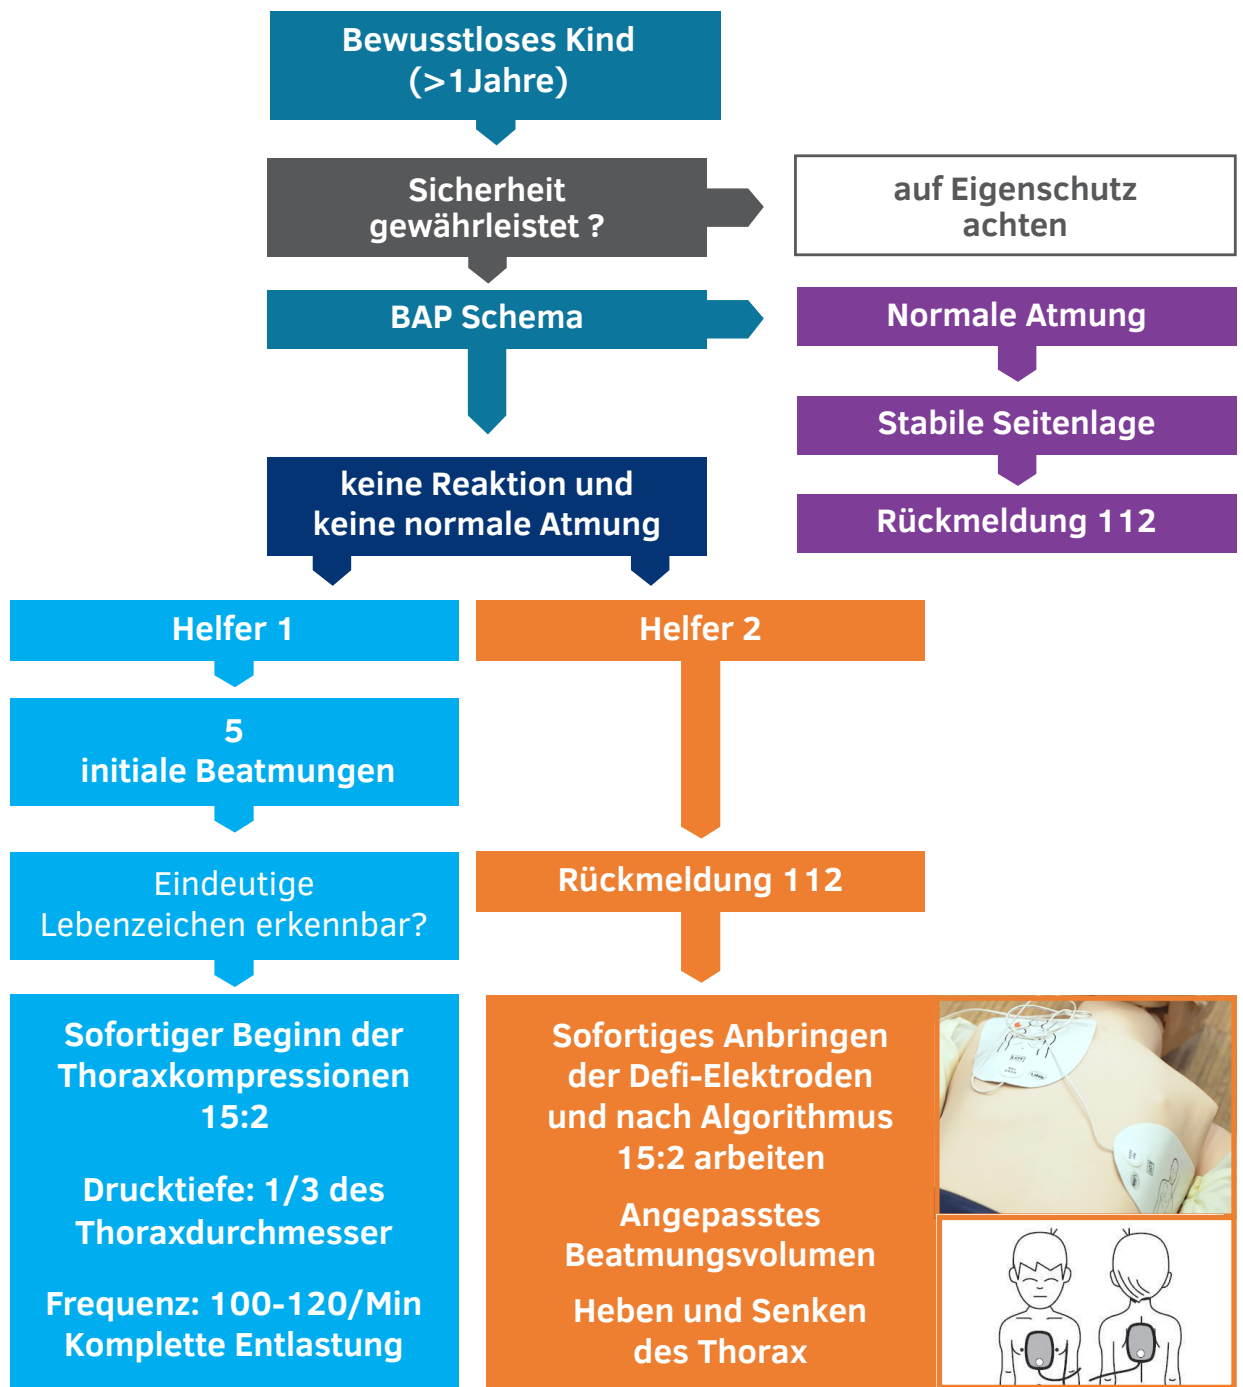 Bewusstloses Kind
(>1Jahre)
Sicherheit
gewährleistet ?
auf Eigenschutz
achten
BAP Schema
Normale Atmung
Stabile Seitenlage
Rückmeldung 112
keine Reaktion und
keine normale Atmung
Helfer 1
5
initiale Beatmungen
Eindeutige
Lebenzeichen erkennbar?
Sofortiger Beginn der
Thoraxkompressionen
15:2
Drucktiefe: 1/3 des
Thoraxdurchmesser
Frequenz: 100-120/Min
Komplette Entlastung
Helfer 2
Rückmeldung 112
Sofortiges Anbringen
der Defi-Elektroden
und nach Algorithmus
15:2 arbeiten
Angepasstes
Beatmungsvolumen
Heben und Senken
des Thorax